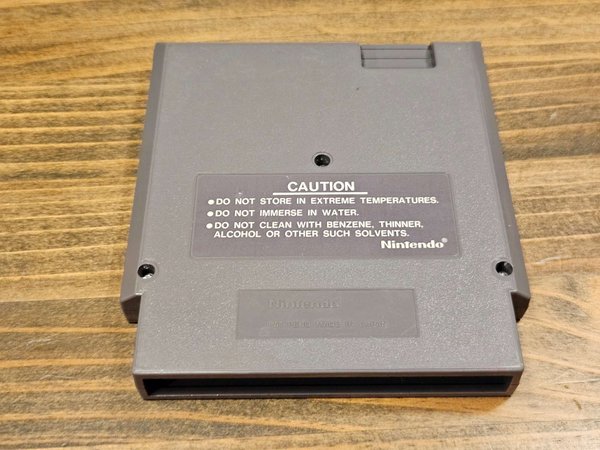 CAUTION
•DO NOT STORE IN EXTREME TEMPERATURES.
•DO NOT IMMERSE IN WATER.
•DO NOT CLEAN WITH BENZENE, THINNER,
ALCOHOL OR OTHER SUCH SOLVENTS.
Nintendo®
Nintendo